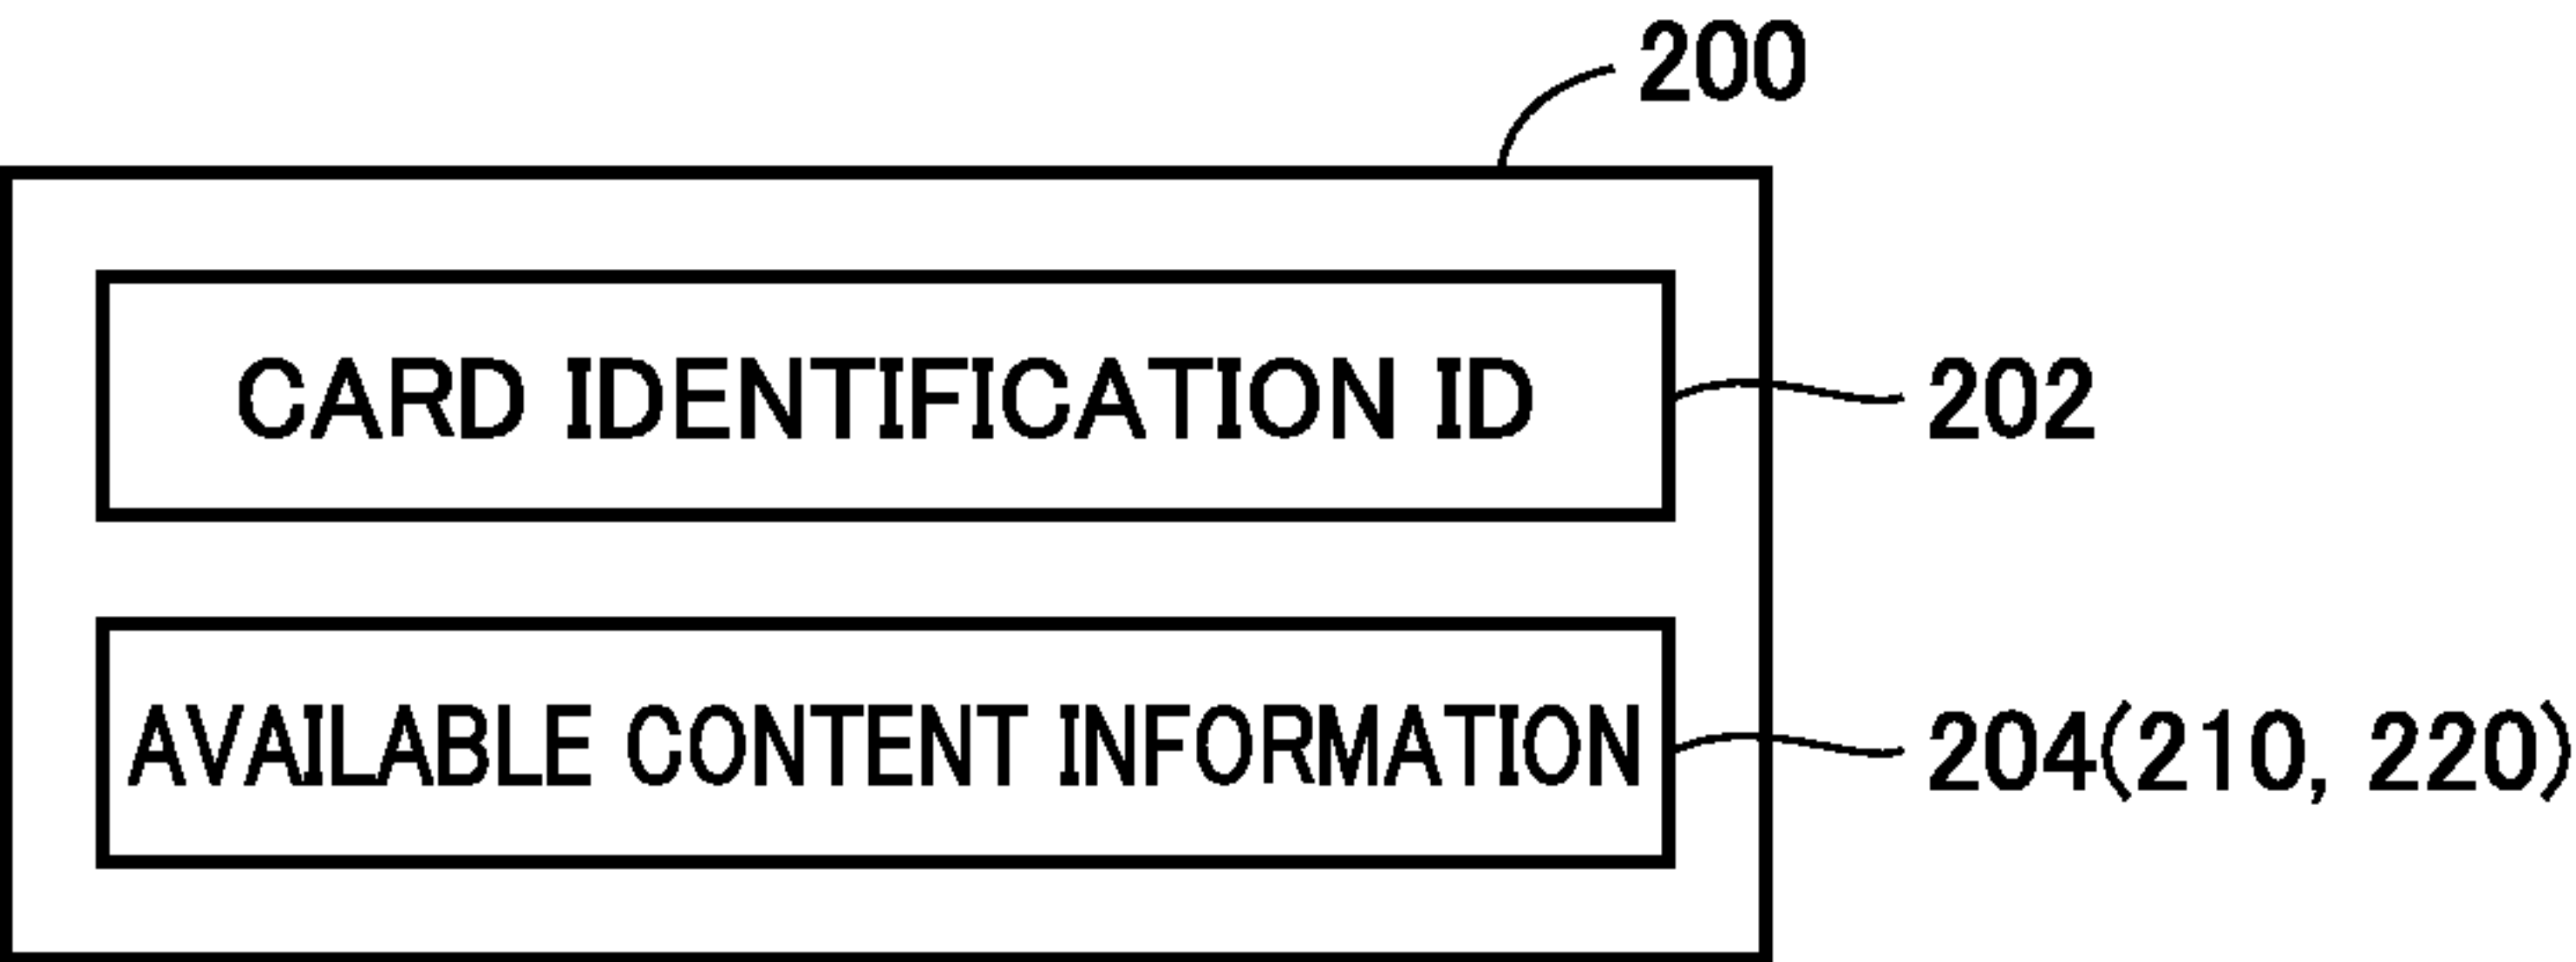 200
CARD IDENTIFICATION ID 202
AVAILABLE CONTENT INFORMATION 204(210, 220)